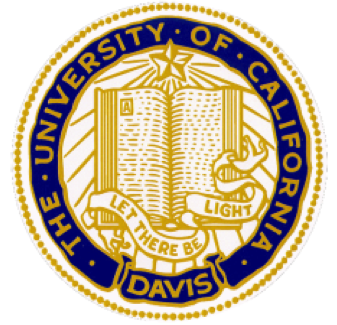 · THE · UNIVERSITY · OF · CALIFORNIA ·
A
LET THERE BE LIGHT
DAVIS